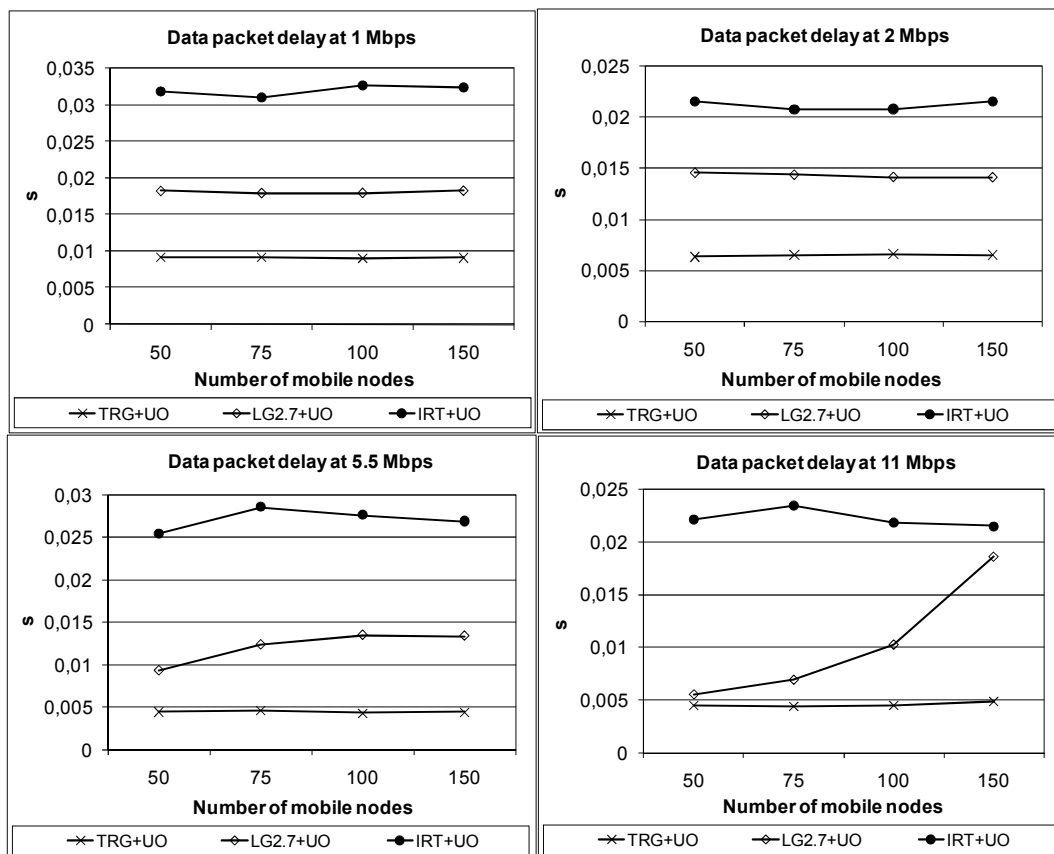 Data packet delay at 1 Mbps
0,035
0,03
0,025
0,02
0,015
0,01
0,005
0
s
50 75 100 150
Number of mobile nodes
TRG+UO LG2.7+UO IRT+UO
Data packet delay at 2 Mbps
0,025
0,02
0,015
0,01
0,005
0
s
50 75 100 150
Number of mobile nodes
TRG+UO LG2.7+UO IRT+UO
Data packet delay at 5.5 Mbps
0,03
0,025
0,02
0,015
0,01
0,005
0
s
50 75 100 150
Number of mobile nodes
TRG+UO LG2.7+UO IRT+UO
Data packet delay at 11 Mbps
0,025
0,02
0,015
0,01
0,005
0
s
50 75 100 150
Number of mobile nodes
TRG+UO LG2.7+UO IRT+UO